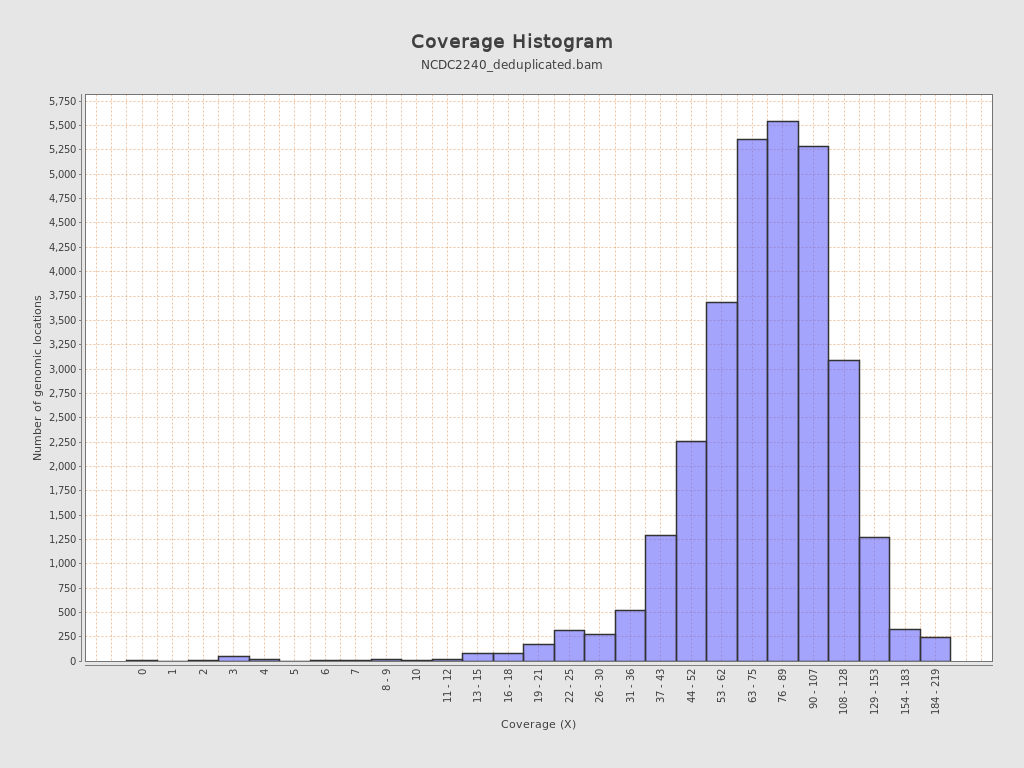 Coverage Histogram
NCDC2240_deduplicated.bam
Number of genomic locations
5,750
5,500
5,250
5,000
4,750
4,500
4,250
4,000
3,750
3,500
3,250
3,000
2,750
2,500
2,250
2,000
1,750
1,500
1,250
1,000
750
500
250
0
0
1
2
3
4
5
6
7
8 - 9
10
11 - 12
13 - 15
16 - 18
19 - 21
22 - 25
26 - 30
31 - 36
37 - 43
44 - 52
53 - 62
63 - 75
76 - 89
90 - 107
108 - 128
129 - 153
154 - 183
184 - 219
Coverage (X)